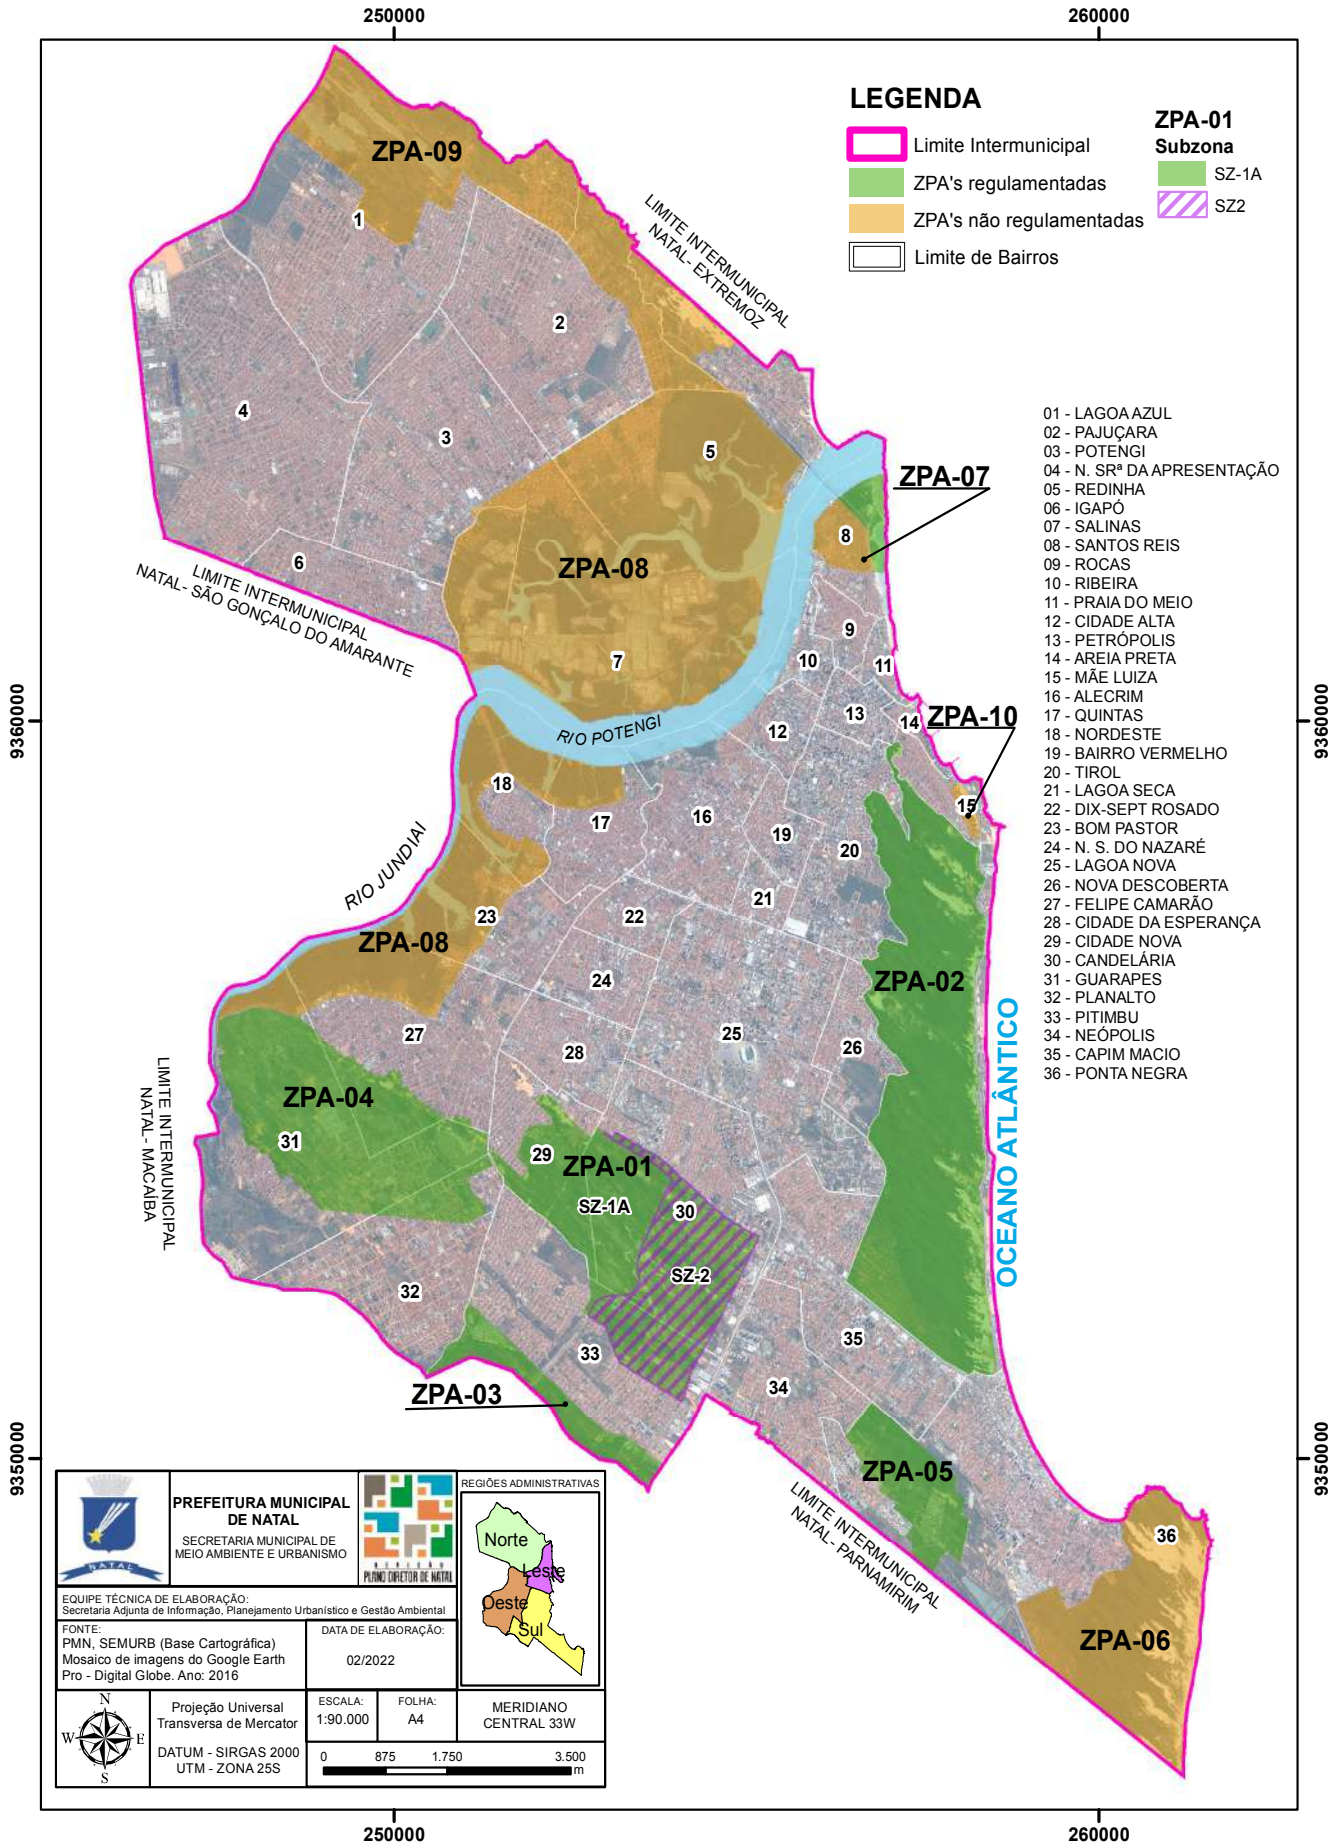 250000
260000
LEGENDA
Limite Intermunicipal
ZPA's regulamentadas
ZPA's não regulamentadas
Limite de Bairros
ZPA-01
Subzona
SZ-1A
SZ2
ZPA-09
1
LIMITE INTERMUNICIPAL
NATAL- EXTREMOZ
2
4
3
5
ZPA-07
8
ZPA-08
6
LIMITE INTERMUNICIPAL
NATAL- SÃO GONÇALO DO AMARANTE
7
9
10
11
01 - LAGOA AZUL
02 - PAJUÇARA
03 - POTENGI
04 - N. SRª DA APRESENTAÇÃO
05 - REDINHA
06 - IGAPÓ
07 - SALINAS
08 - SANTOS REIS
09 - ROCAS
10 - RIBEIRA
11 - PRAIA DO MEIO
12 - CIDADE ALTA
13 - PETRÓPOLIS
14 - AREIA PRETA
15 - MÃE LUIZA
16 - ALECRIM
17 - QUINTAS
18 - NORDESTE
19 - BAIRRO VERMELHO
20 - TIROL
21 - LAGOA SECA
22 - DIX-SEPT ROSADO
23 - BOM PASTOR
24 - N. S. DO NAZARÉ
25 - LAGOA NOVA
26 - NOVA DESCOBERTA
27 - FELIPE CAMARÃO
28 - CIDADE DA ESPERANÇA
29 - CIDADE NOVA
30 - CANDELÁRIA
31 - GUARAPES
32 - PLANALTO
33 - PITIMBU
34 - NEÓPOLIS
35 - CAPIM MACIO
36 - PONTA NEGRA
9360000
9360000
RIO POTENGI
12
13
14
ZPA-10
15
18
17
16
19
20
RIO JUNDIAI
21
22
23
ZPA-08
24
ZPA-02
25
26
27
28
OCEANO ATLÂNTICO
LIMITE INTERMUNICIPAL
NATAL- MACAÍBA
ZPA-04
31
29
ZPA-01
SZ-1A
30
SZ-2
32
33
35
34
ZPA-03
ZPA-05
36
ZPA-06
LIMITE INTERMUNICIPAL
NATAL- PARNAMIRIM
9350000
9350000
NATAL
PREFEITURA MUNICIPAL
DE NATAL
SECRETARIA MUNICIPAL DE
MEIO AMBIENTE E URBANISMO
PLANO DIRETOR DE NATAL
REGIÕES ADMINISTRATIVAS
Norte
Leste
Oeste
Sul
EQUIPE TÉCNICA DE ELABORAÇÃO:
Secretaria Adjunta de Informação, Planejamento Urbanístico e Gestão Ambiental
FONTE:
PMN, SEMURB (Base Cartográfica)
Mosaico de imagens do Google Earth
Pro - Digital Globe. Ano: 2016
DATA DE ELABORAÇÃO:
02/2022
N
W
E
S
Projeção Universal
Transversa de Mercator
DATUM - SIRGAS 2000
UTM - ZONA 25S
ESCALA:
1:90.000
FOLHA:
A4
MERIDIANO
CENTRAL 33W
0 875 1.750 3.500
m
250000
260000